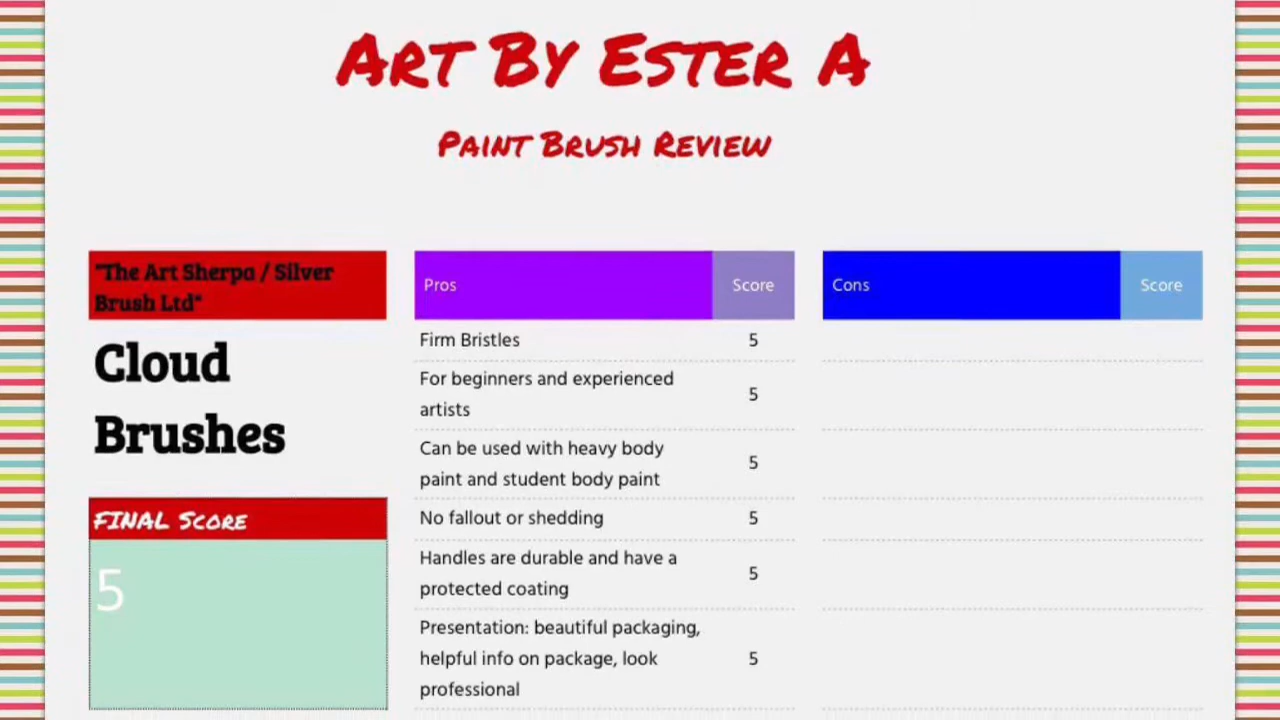 Art By Ester A
Paint Brush Review
"The Art Sherpa / Silver
Brush Ltd"
Cloud
Brushes
FINAL Score
5
Pros Score
Firm Bristles 5
For beginners and experienced
artists 5
Can be used with heavy body
paint and student body paint 5
No fallout or shedding 5
Handles are durable and have a
protected coating 5
Presentation: beautiful packaging,
helpful info on package, look 5
professional
Cons Score